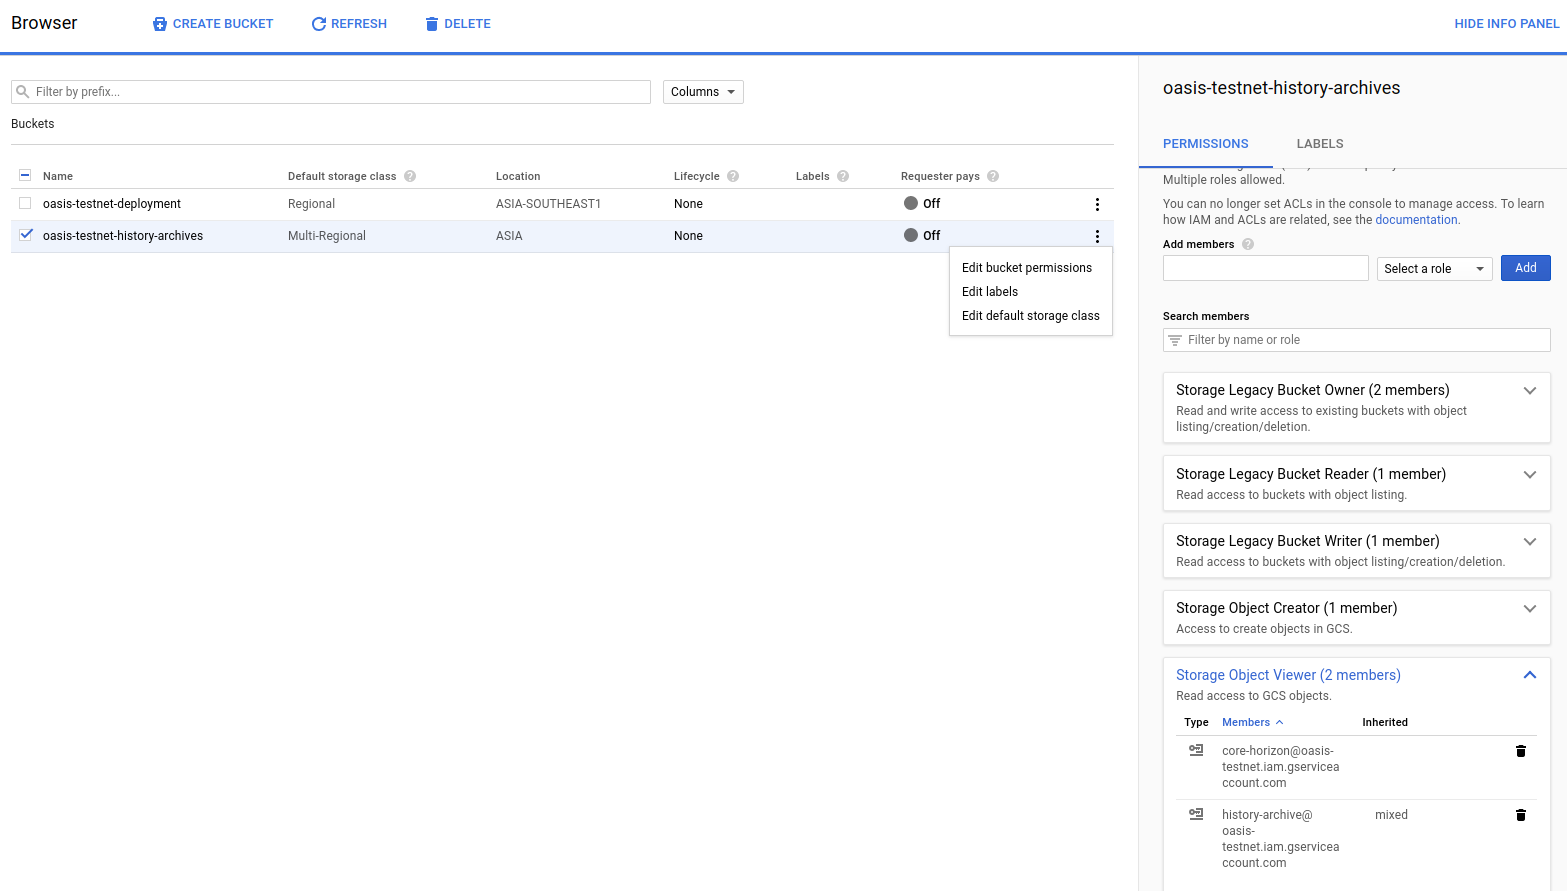 Browser
CREATE BUCKET
REFRESH
DELETE
HIDE INFO PANEL
Filter by prefix...
Columns
Buckets
Name Default storage class Location Lifecycle Labels Requester pays
oasis-testnet-deployment Regional ASIA-SOUTHEAST1 None Off
oasis-testnet-history-archives Multi-Regional ASIA None Off
Edit bucket permissions
Edit labels
Edit default storage class
oasis-testnet-history-archives
PERMISSIONS LABELS
Multiple roles allowed.
You can no longer set ACLs in the console to manage access. To learn
how IAM and ACLs are related, see the documentation.
Add members
Select a role
Add
Search members
Filter by name or role
Storage Legacy Bucket Owner (2 members)
Read and write access to existing buckets with object
listing/creation/deletion.
Storage Legacy Bucket Reader (1 member)
Read access to buckets with object listing.
Storage Legacy Bucket Writer (1 member)
Read access to buckets with object listing/creation/deletion.
Storage Object Creator (1 member)
Access to create objects in GCS.
Storage Object Viewer (2 members)
Read access to GCS objects.
Type Members Inherited
core-horizon@oasis-
testnet.iam.gservicea
ccount.com
history-archive@ mixed
oasis-
testnet.iam.gservicea
ccount.com